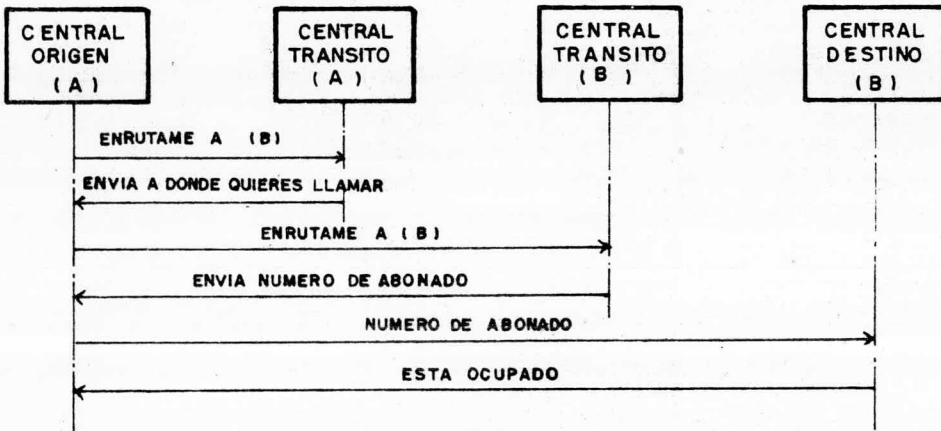 CENTRAL
ORIGEN
(A)
CENTRAL
TRANSITO
(A)
CENTRAL
TRANSITO
(B)
CENTRAL
DESTINO
(B)
ENRUTAME A (B)
ENVIA A DONDE QUIERES LLAMAR
ENRUTAME A (B)
ENVIA NUMERO DE ABONADO
NUMERO DE ABONADO
ESTA OCUPADO